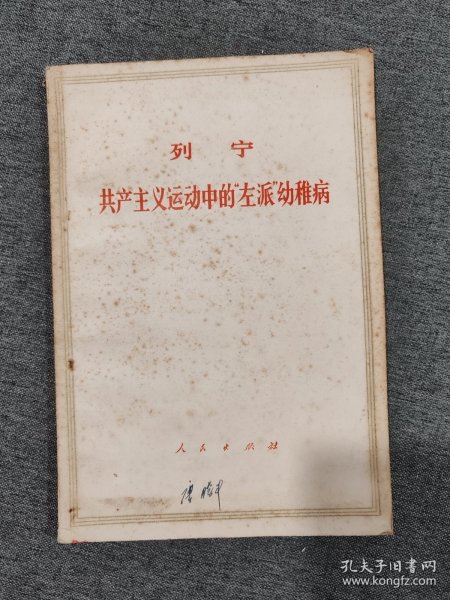 列 宁
共产主义运动中的“左派”幼稚病
人民出版社
孔夫子旧书网
www.kongfz.com